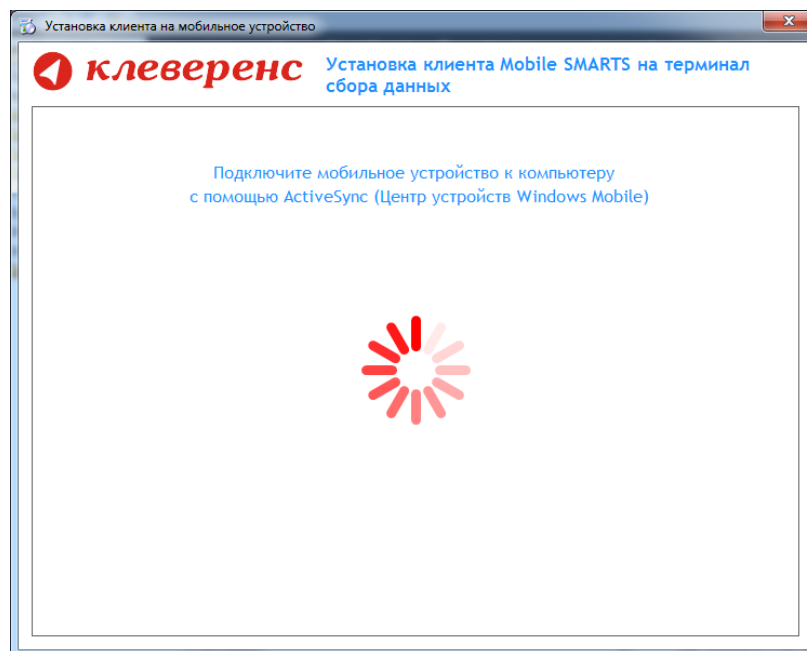 Установка клиента на мобильное устройство
клеверенс
Установка клиента Mobile SMARTS на терминал
сбора данных
Подключите мобильное устройство к компьютеру
с помощью ActiveSync (Центр устройств Windows Mobile)